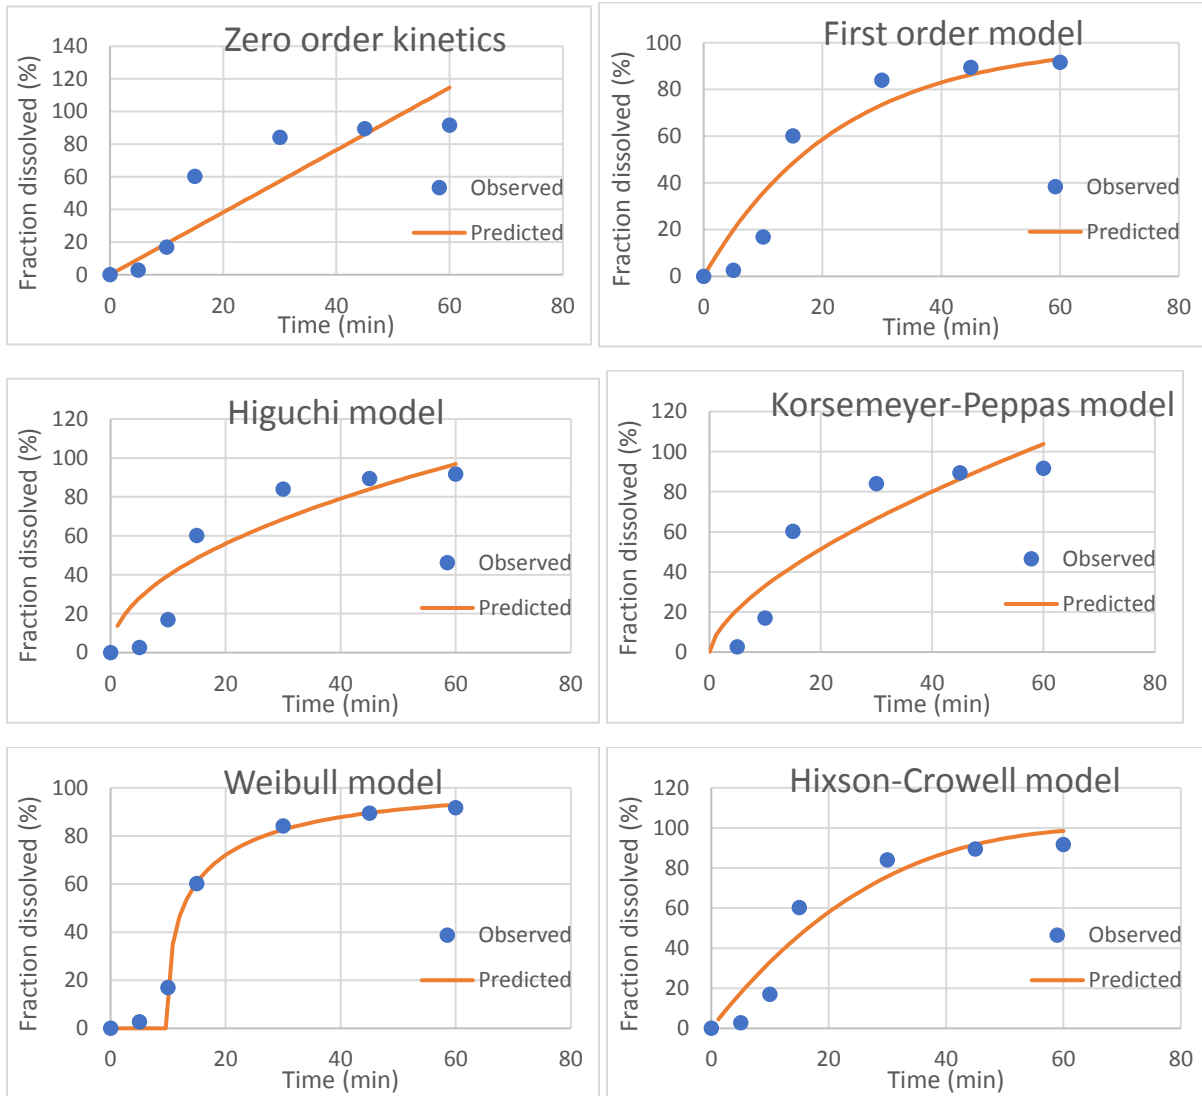 Zero order kinetics
Fraction dissolved (%)
140
120
100
80
60
40
20
0
0 20 40 60 80
Time (min)
Observed
Predicted
First order model
Fraction dissolved (%)
100
80
60
40
20
0
0 20 40 60 80
Time (min)
Observed
Predicted
Higuchi model
Fraction dissolved (%)
120
100
80
60
40
20
0
0 20 40 60 80
Time (min)
Observed
Predicted
Korsemeyer-Peppas model
Fraction dissolved (%)
120
100
80
60
40
20
0
0 20 40 60 80
Time (min)
Observed
Predicted
Weibull model
Fraction dissolved (%)
100
80
60
40
20
0
0 20 40 60 80
Time (min)
Observed
Predicted
Hixson-Crowell model
Fraction dissolved (%)
120
100
80
60
40
20
0
0 20 40 60 80
Time (min)
Observed
Predicted